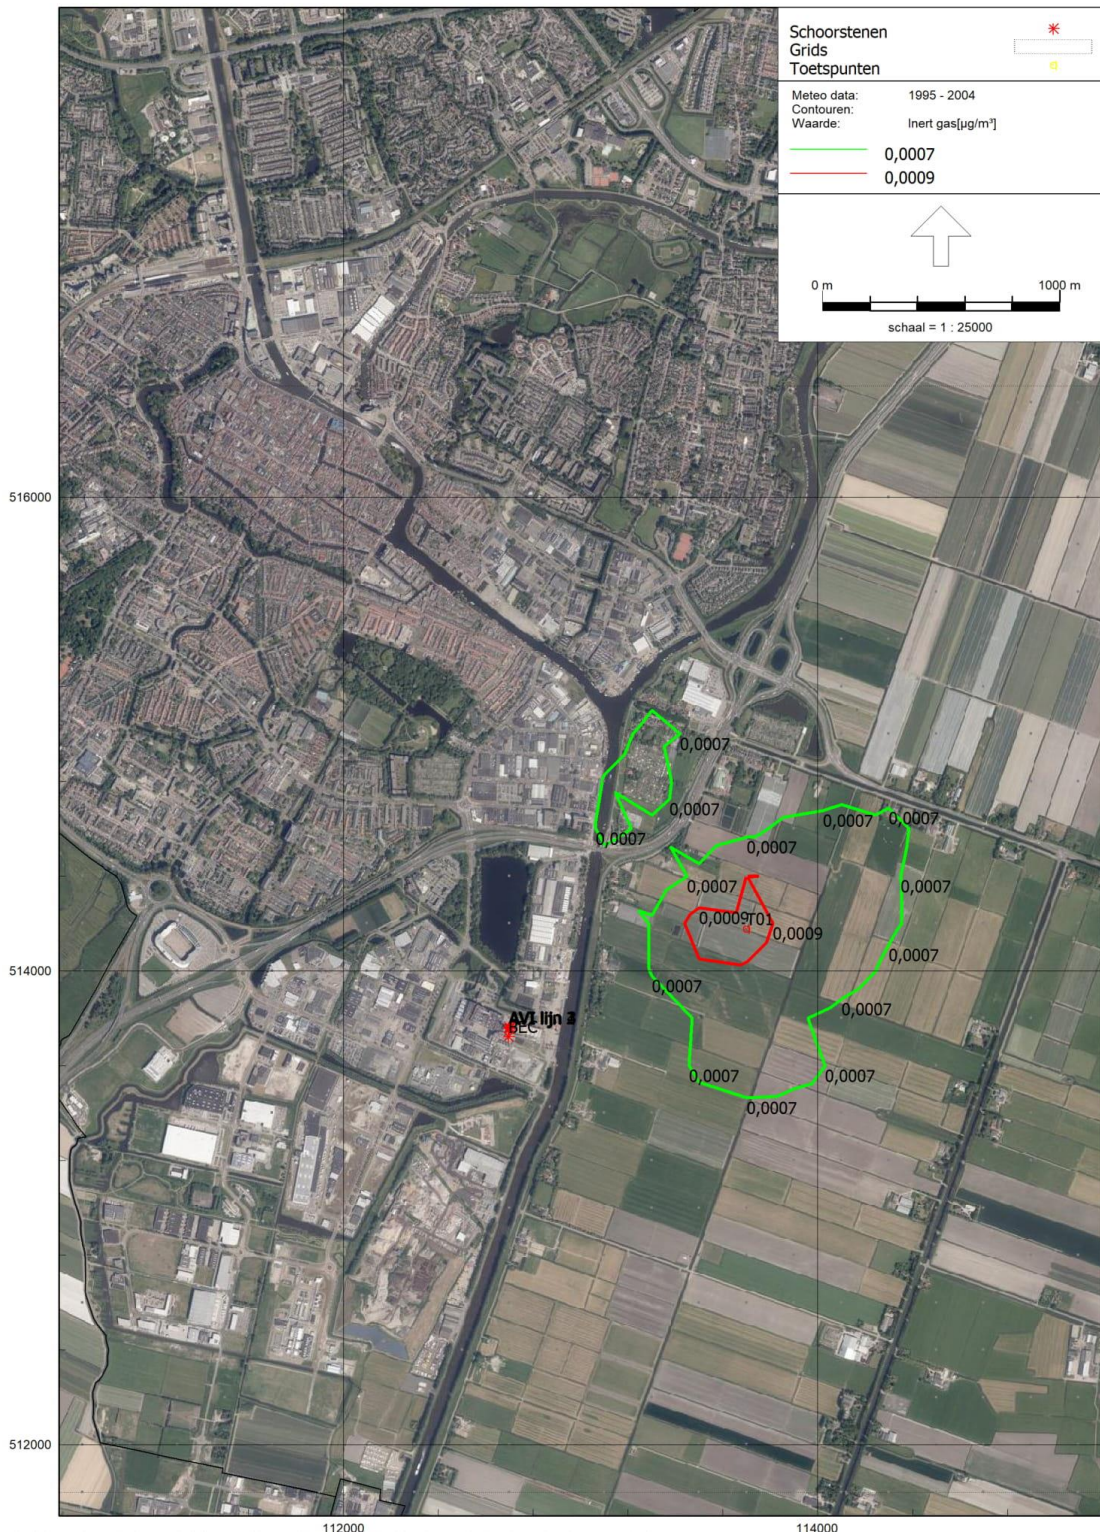 Schoorstenen
Grids
Toetspunten
Meteo data: 1995 - 2004
Contouren:
Waarde: Inert gas[µg/m³]
0,0007
0,0009
0 m 1000 m
schaal = 1 : 25000
516000
0,0007
0,0007
0,0007
0,0007
0,0007
0,0007
0,0007
0,0007
0,0009
T01
0,0009
0,0007
514000
0,0007
0,0007
AVI lijn
BEC
0,0007
0,0007
0,0007
512000
112000
114000